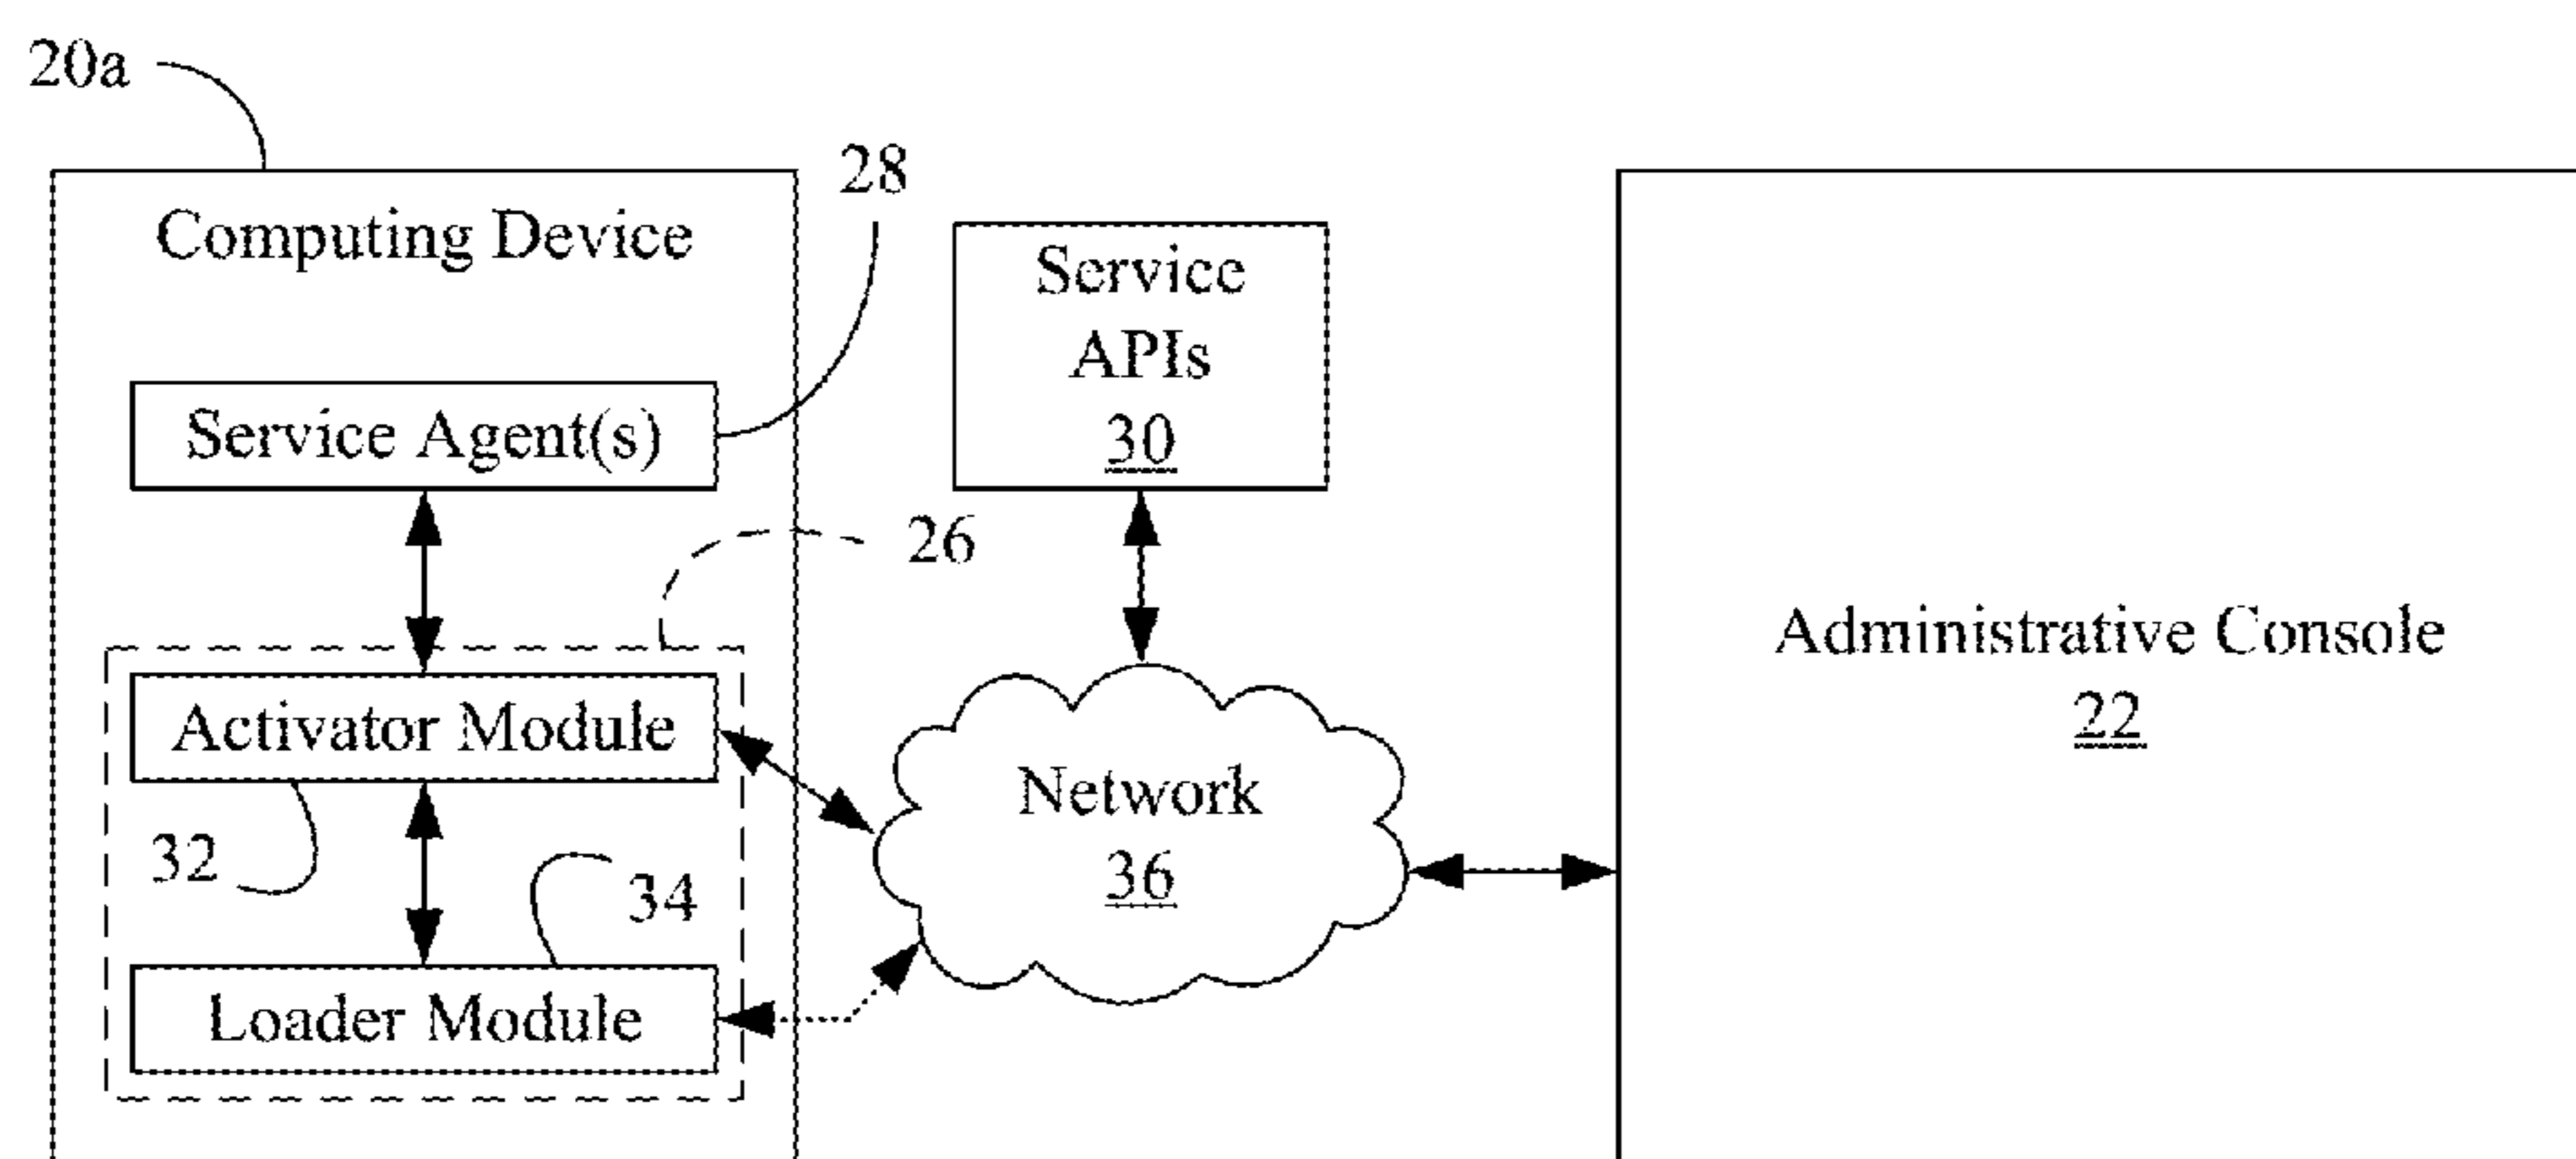 20a
Computing Device
28
Service Agent(s)
26
Activator Module
32
34
Loader Module
Service
APIs
30
Network
36
Administrative Console
22